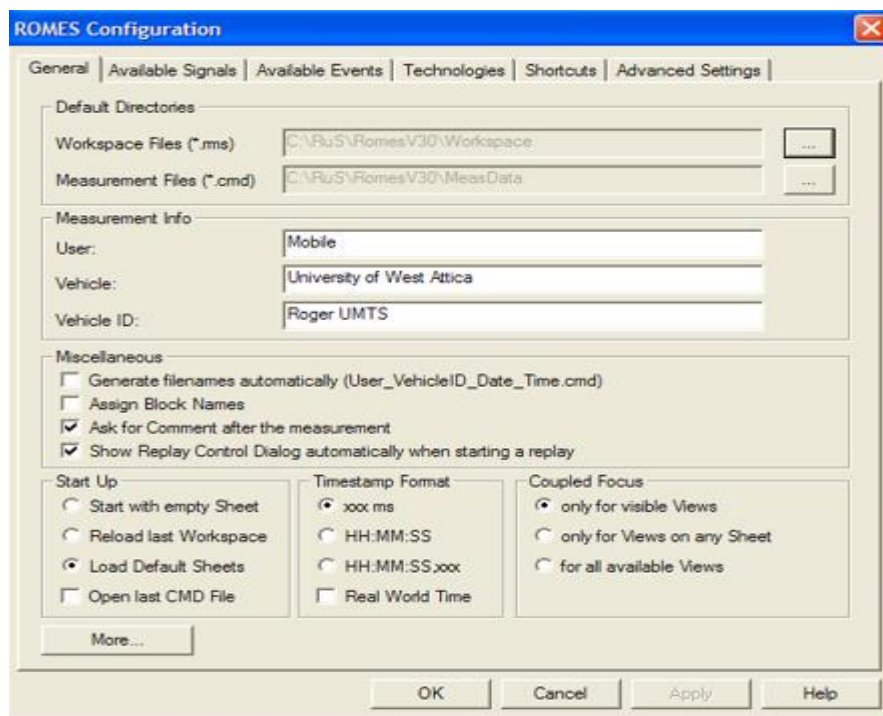 ROMES Configuration
General Available Signals Available Events Technologies Shortcuts Advanced Settings
Default Directories
Workspace Files (*.rms) C:\RuS\RomesV30\Workspace ...
Measurement Files (*.cmd) C:\RuS\RomesV30\MeasData ...
Measurement Info
User: Mobile
Vehicle: University of West Attica
Vehicle ID: Roger UMTS
Miscellaneous
Generate filenames automatically (User_VehicleID_Date_Time.cmd)
Assign Block Names
Ask for Comment after the measurement
Show Replay Control Dialog automatically when starting a replay
Start Up
Start with empty Sheet
Reload last Workspace
Load Default Sheets
Open last CMD File
Timestamp Format
xxx ms
HH:MM:SS
HH:MM:SS,xxx
Real World Time
Coupled Focus
only for visible Views
only for Views on any Sheet
for all available Views
More...
OK Cancel Apply Help